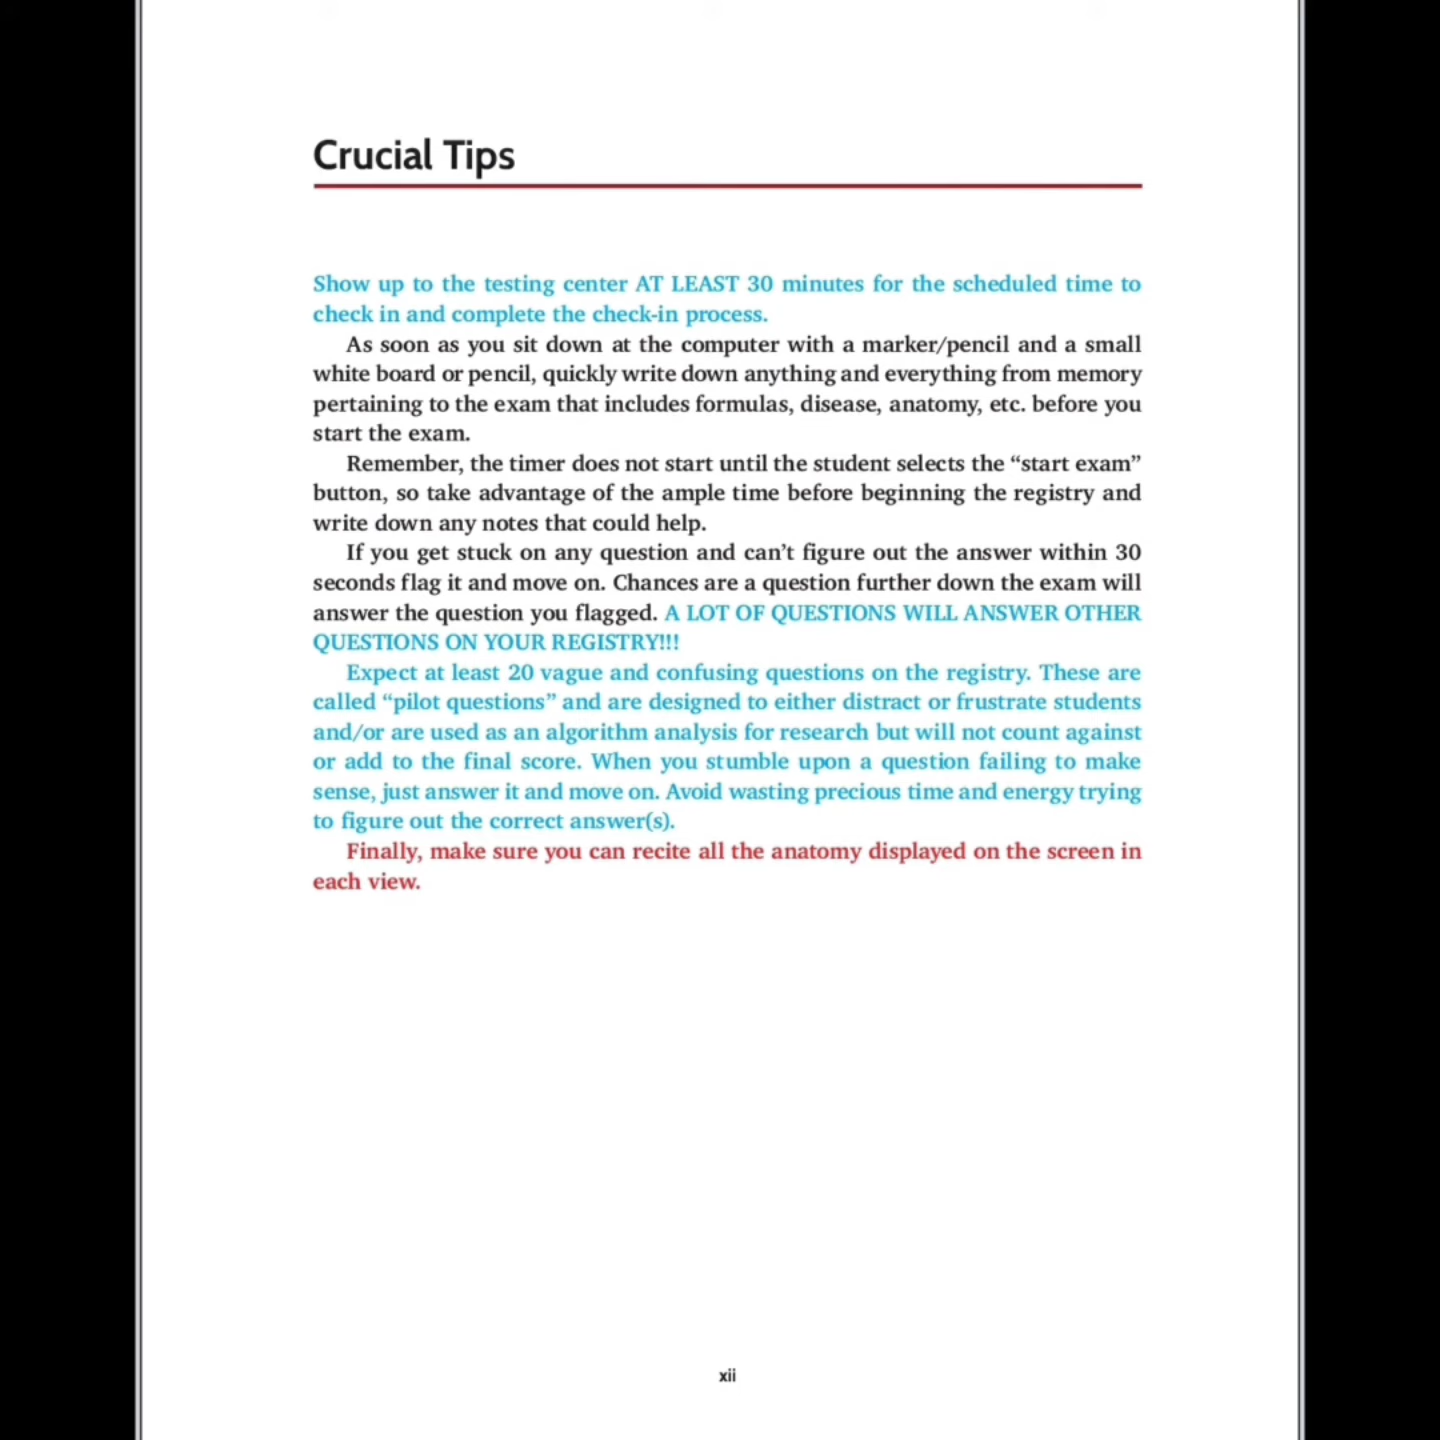 Crucial Tips
Show up to the testing center AT LEAST 30 minutes for the scheduled time to
check in and complete the check-in process.
As soon as you sit down at the computer with a marker/pencil and a small
white board or pencil, quickly write down anything and everything from memory
pertaining to the exam that includes formulas, disease, anatomy, etc. before you
start the exam.
Remember, the timer does not start until the student selects the “start exam”
button, so take advantage of the ample time before beginning the registry and
write down any notes that could help.
If you get stuck on any question and can’t figure out the answer within 30
seconds flag it and move on. Chances are a question further down the exam will
answer the question you flagged. A LOT OF QUESTIONS WILL ANSWER OTHER
QUESTIONS ON YOUR REGISTRY!!!
Expect at least 20 vague and confusing questions on the registry. These are
called “pilot questions” and are designed to either distract or frustrate students
and/or are used as an algorithm analysis for research but will not count against
or add to the final score. When you stumble upon a question failing to make
sense, just answer it and move on. Avoid wasting precious time and energy trying
to figure out the correct answer(s).
Finally, make sure you can recite all the anatomy displayed on the screen in
each view.
xii